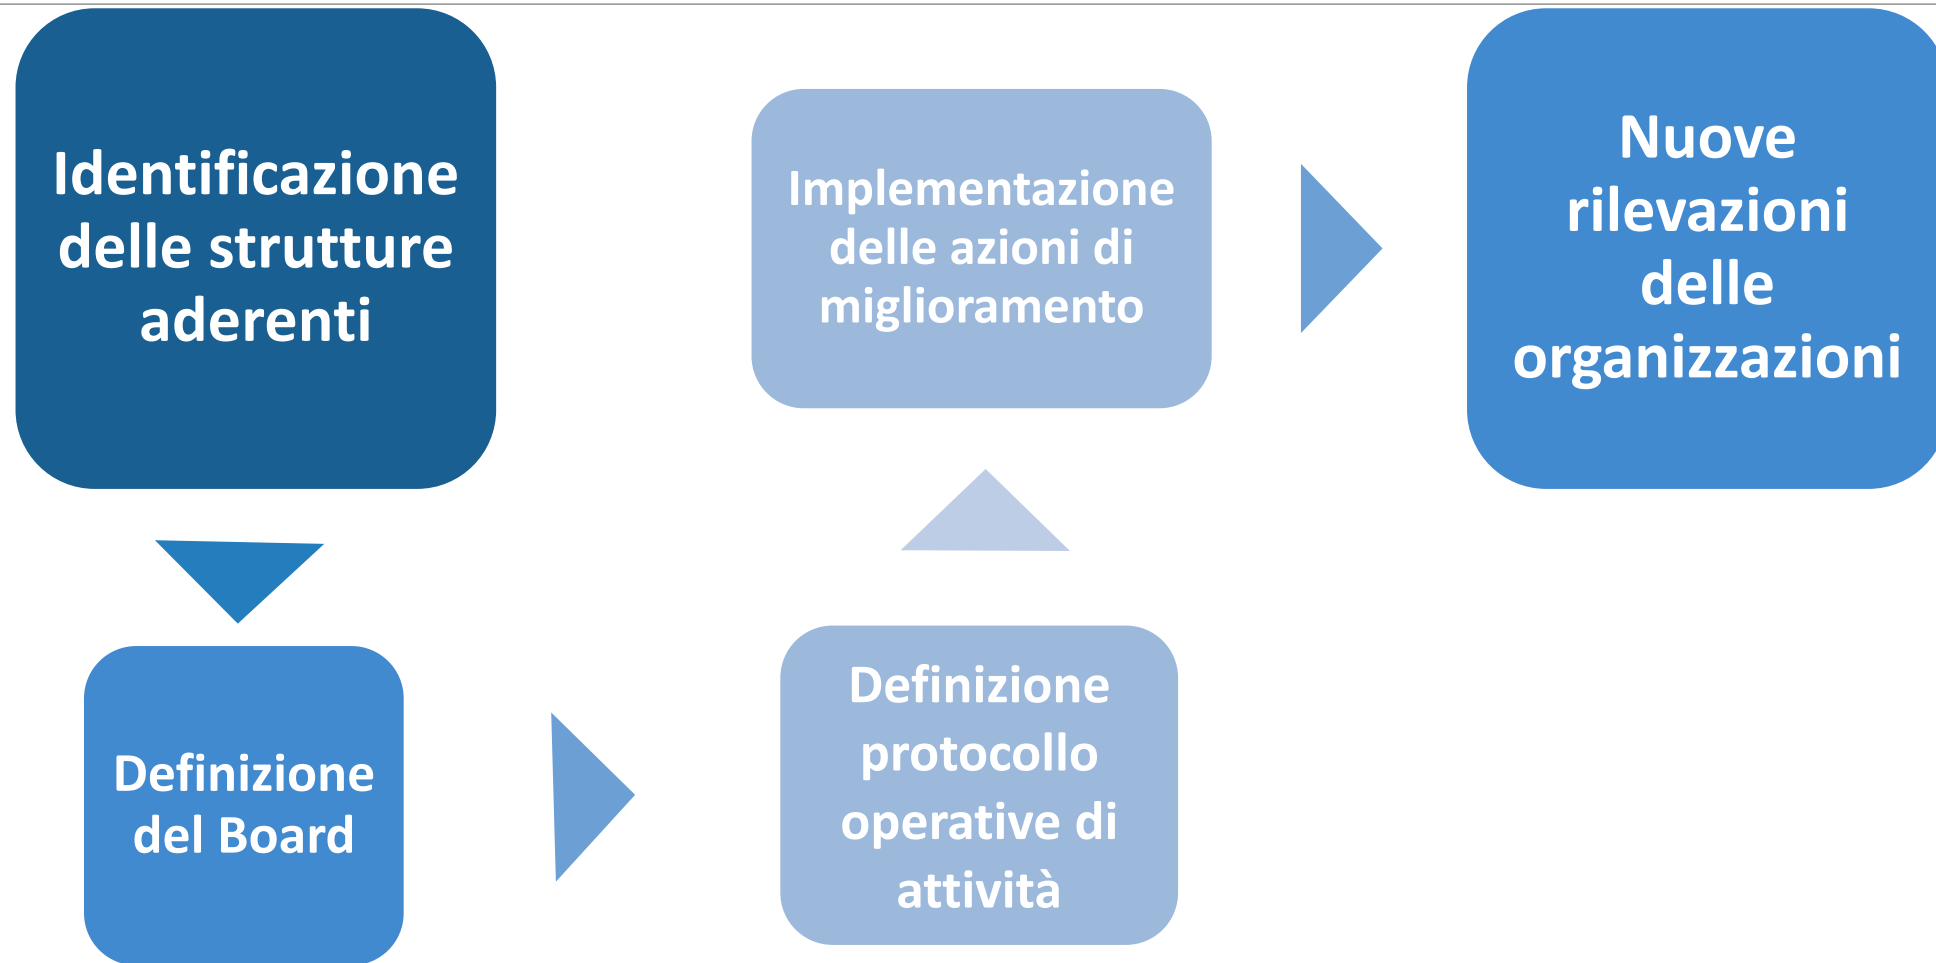 Identificazione
delle strutture
aderenti
Definizione
del Board
Definizione
protocollo
operative di
attività
Implementazione
delle azioni di
miglioramento
Nuove
rilevazioni
delle
organizzazioni